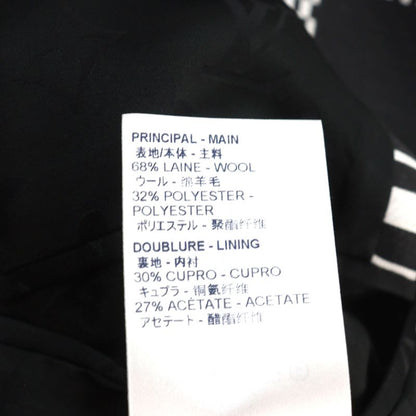 PRINCIPAL - MAIN
表地/本体 - 主料
68% LAINE - WOOL
ウール - 绵羊毛
32% POLYESTER -
POLYESTER
ポリエステル - 聚酯纤维
DOUBLURE - LINING
裏地 - 内衬
30% CUPRO - CUPRO
キュプラ - 铜氨纤维
27% ACÉTATE - ACETATE
アセテート - 醋酯纤维